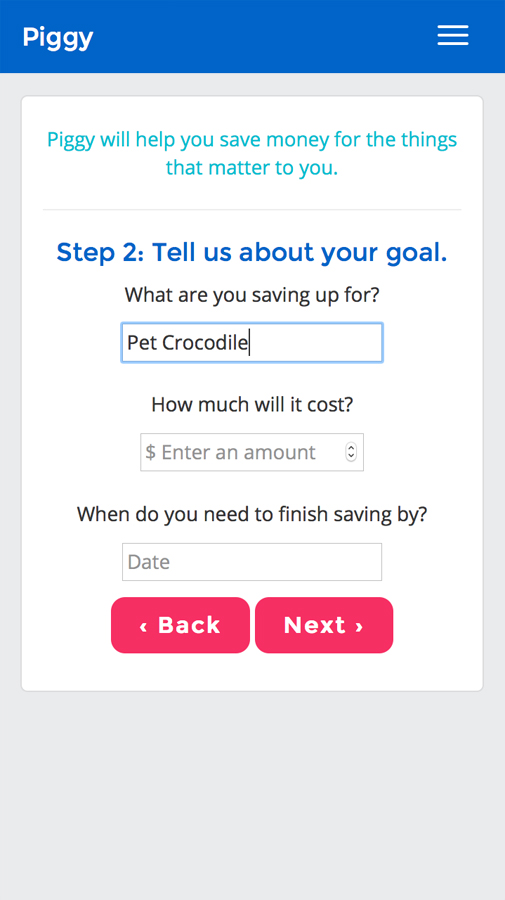 Piggy
Piggy will help you save money for the things
that matter to you.
Step 2: Tell us about your goal.
What are you saving up for?
Pet Crocodile
How much will it cost?
$ Enter an amount
When do you need to finish saving by?
Date
‹ Back
Next ›